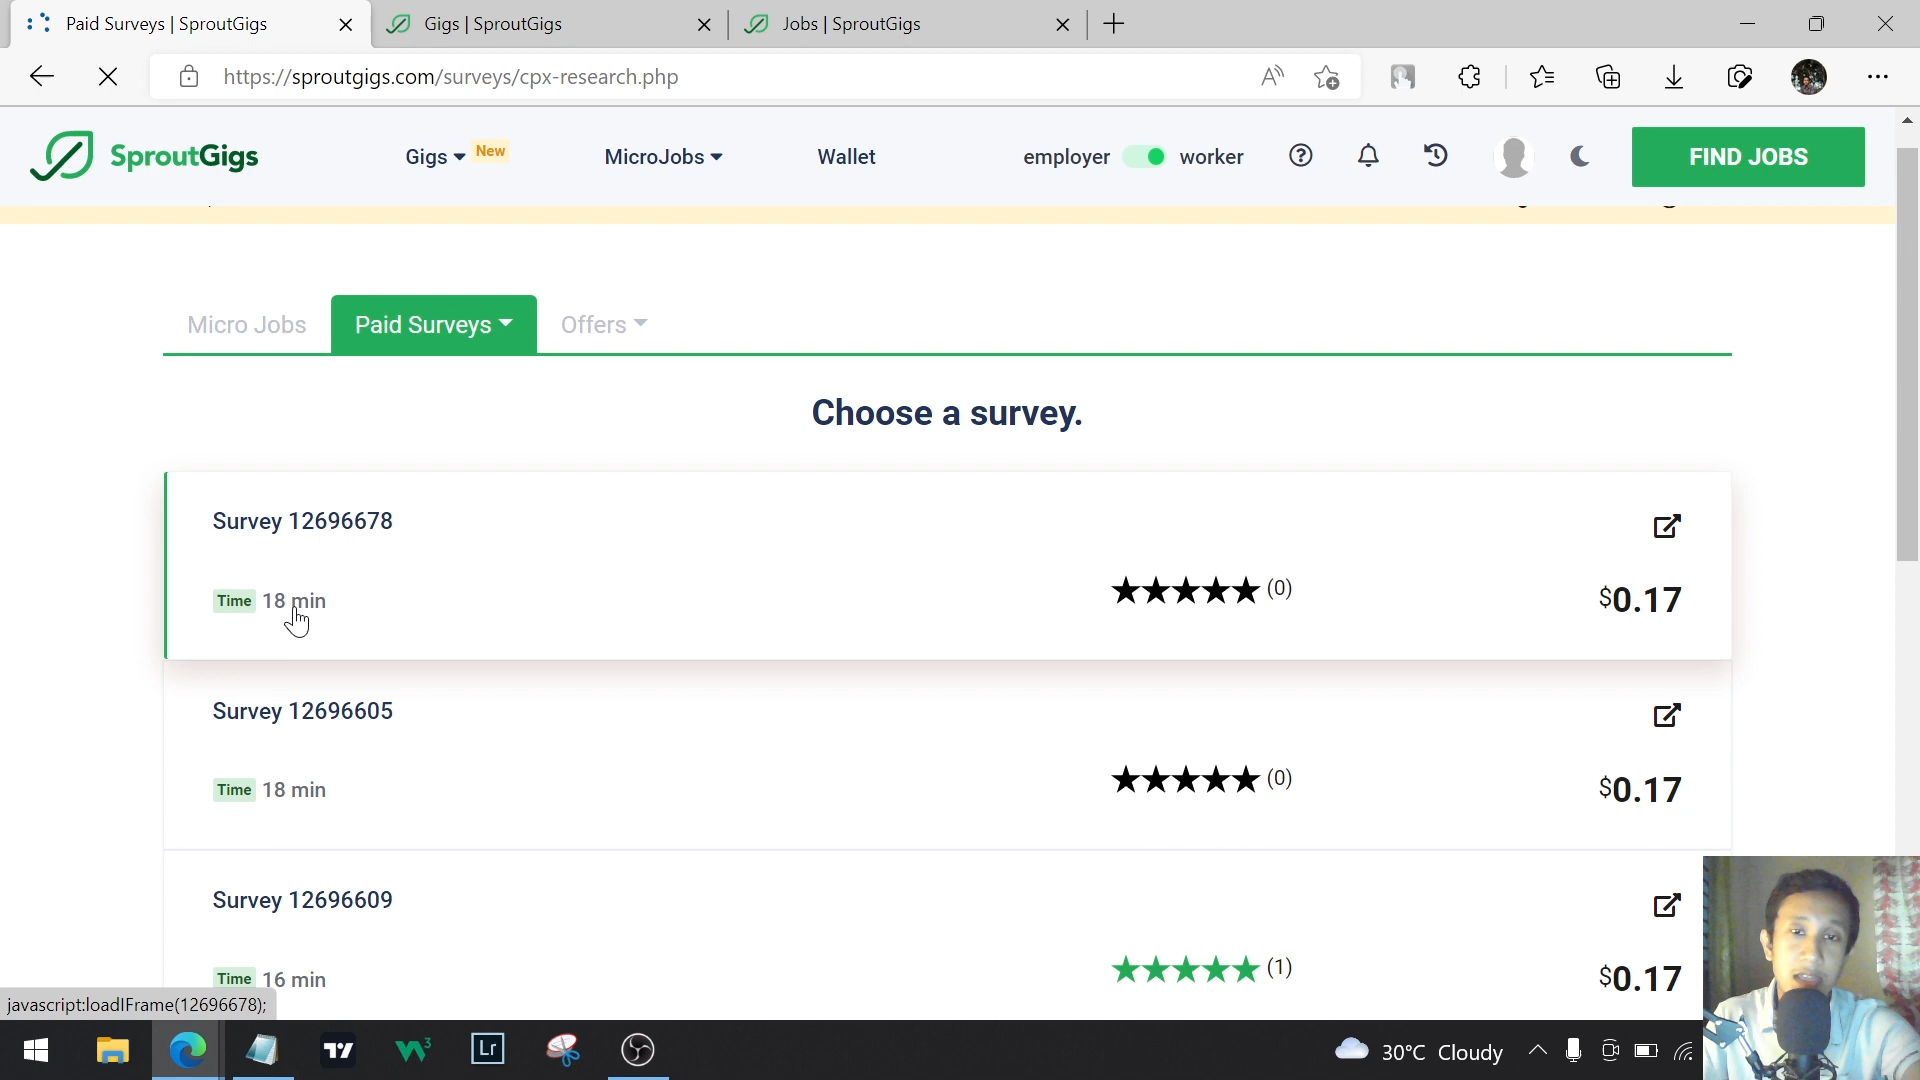 Paid Surveys | SproutGigs
Gigs | SproutGigs
Jobs | SproutGigs
https://sproutgigs.com/surveys/cpx-research.php
SproutGigs
Gigs
New
MicroJobs
Wallet
employer
worker
FIND JOBS
Micro Jobs
Paid Surveys
Offers
Choose a survey.
Survey 12696678
Time 18 min
(0)
$0.17
Survey 12696605
Time 18 min
(0)
$0.17
Survey 12696609
Time 16 min
(1)
$0.17
javascript:loadIFrame(12696678);
Lr
30°C Cloudy